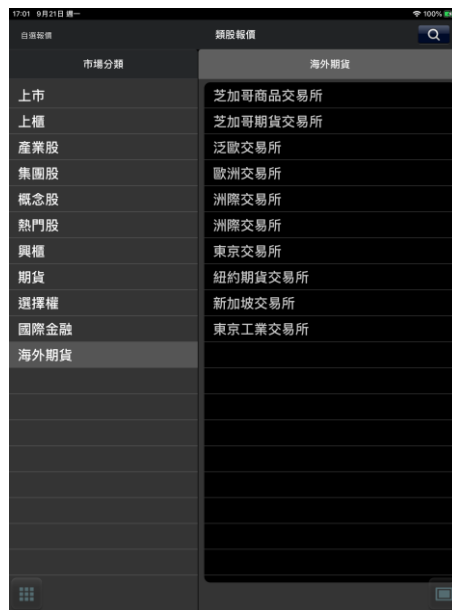 17:01 9月21日 週一
100%
自選報價
類股報價
市場分類
海外期貨
上市
上櫃
產業股
集團股
概念股
熱門股
興櫃
期貨
選擇權
國際金融
海外期貨
芝加哥商品交易所
芝加哥期貨交易所
泛歐交易所
歐洲交易所
洲際交易所
洲際交易所
東京交易所
紐約期貨交易所
新加坡交易所
東京工業交易所